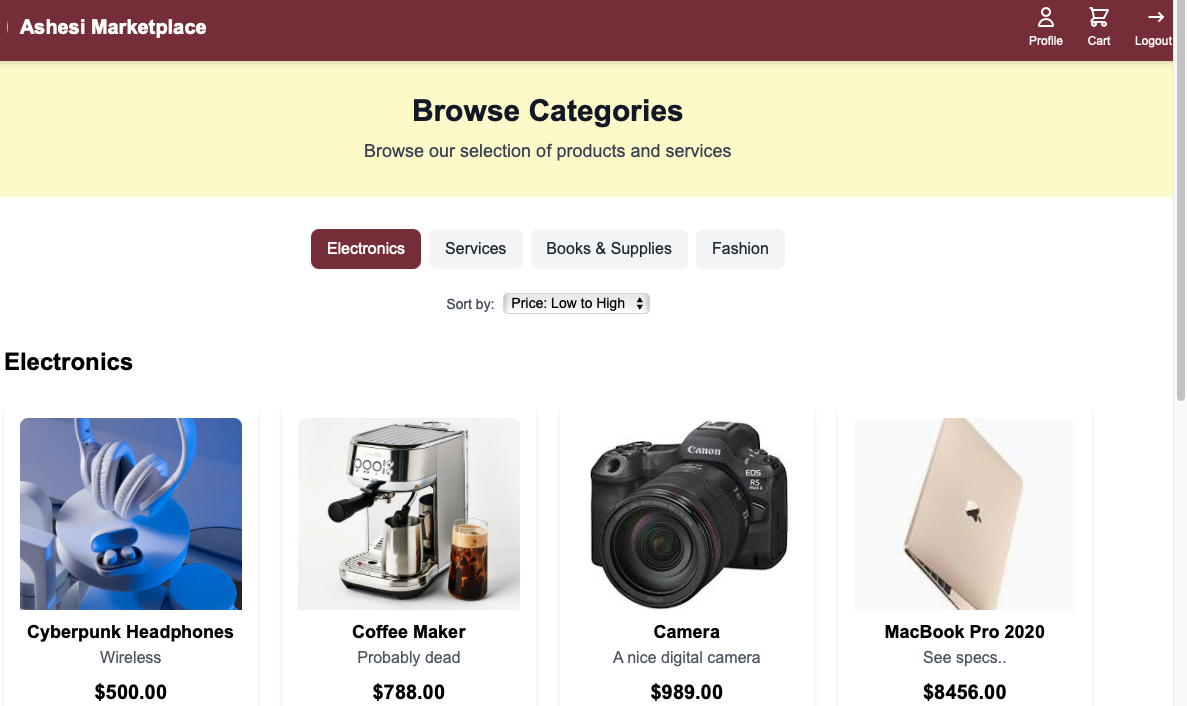 Ashesi Marketplace
Profile
Cart
Logout
Browse Categories
Browse our selection of products and services
Electronics
Services
Books & Supplies
Fashion
Sort by: Price: Low to High
Electronics
Canon
EOS
R5
Cyberpunk Headphones
Wireless
$500.00
Coffee Maker
Probably dead
$788.00
Camera
A nice digital camera
$989.00
MacBook Pro 2020
See specs..
$8456.00